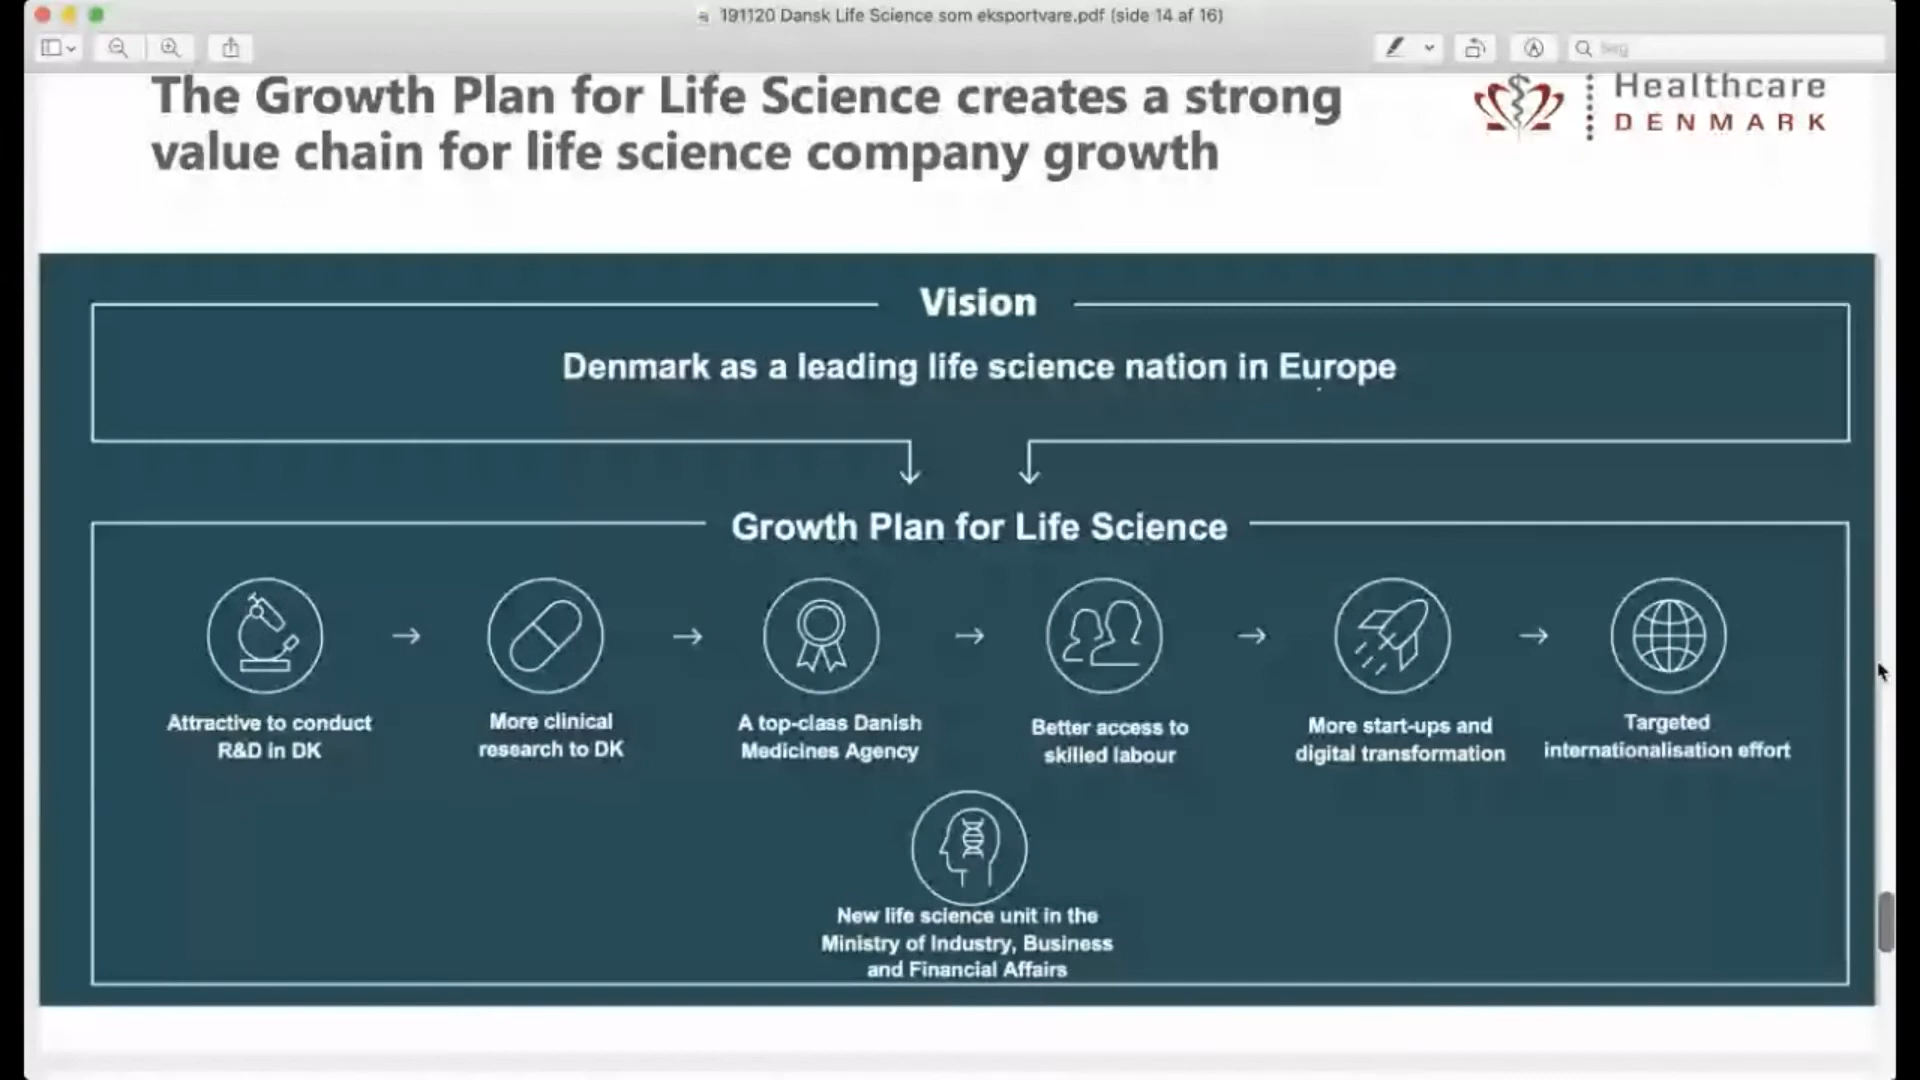 191120 Dansk Life Science som eksportvare.pdf (side 14 af 16)
Søg
The Growth Plan for Life Science creates a strong
value chain for life science company growth
Healthcare
DENMARK
Vision
Denmark as a leading life science nation in Europe
Growth Plan for Life Science
Attractive to conduct
R&D in DK
More clinical
research to DK
A top-class Danish
Medicines Agency
Better access to
skilled labour
More start-ups and
digital transformation
Targeted
internationalisation effort
New life science unit in the
Ministry of Industry, Business
and Financial Affairs